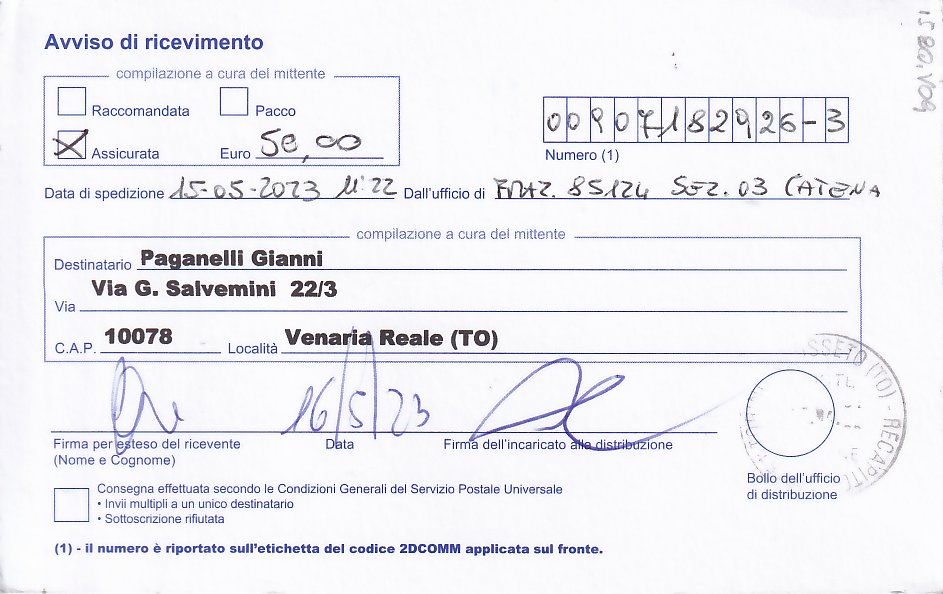 Avviso di ricevimento
compilazione a cura del mittente
Raccomandata Pacco
Assicurata Euro 50,00
00907182926-3
Numero (1)
Data di spedizione 15-05-2023 11:22 Dall'ufficio di FRAZ. 85124 SEZ. 03 CATENA
compilazione a cura del mittente
Destinatario Paganelli Gianni
Via G. Salvemini 22/3
Via
C.A.P. 10078 Località Venaria Reale (TO)
16/5/23
Firma per esteso del ricevente Data Firma dell'incaricato alla distribuzione
(Nome e Cognome)
(TO) - RECAPITO
Bollo dell'ufficio
di distribuzione
Consegna effettuata secondo le Condizioni Generali del Servizio Postale Universale
• Invii multipli a un unico destinatario
• Sottoscrizione rifiutata
(1) - il numero è riportato sull'etichetta del codice 2DCOMM applicata sul fronte.